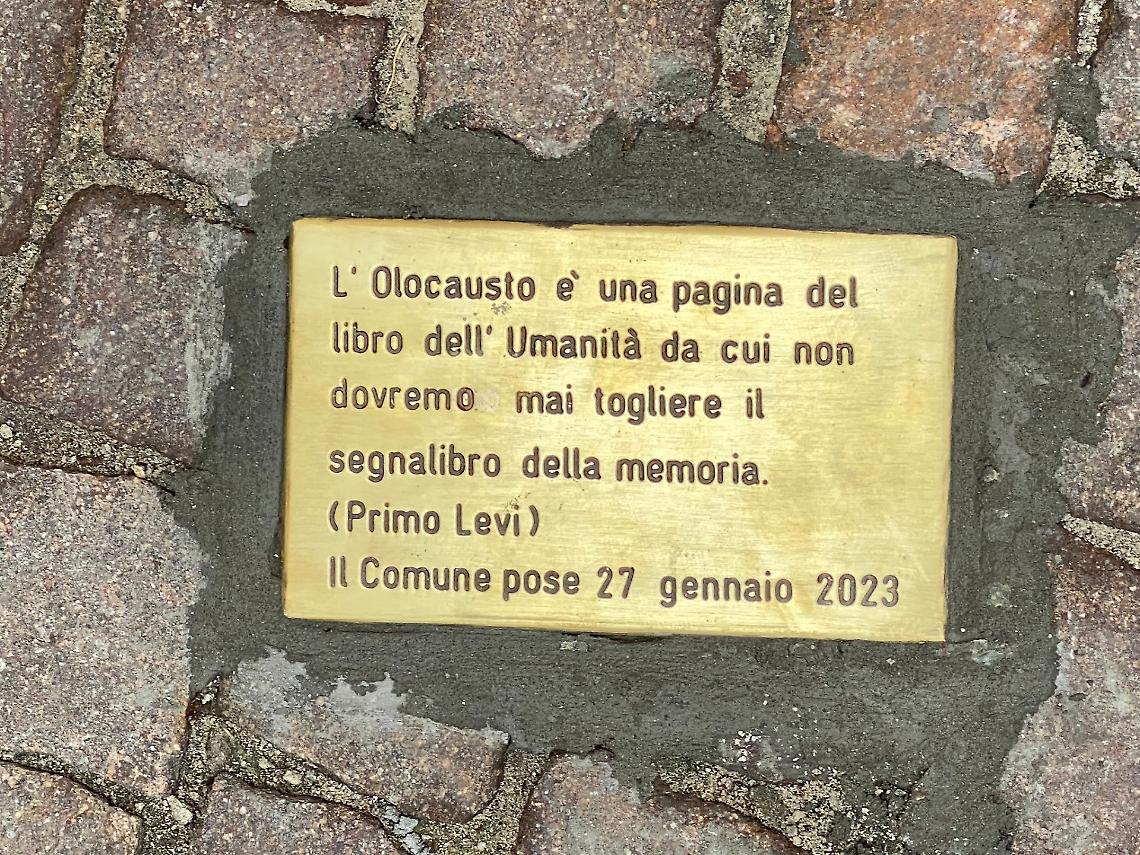 L' Olocausto è una pagina del
libro dell' Umanità da cui non
dovremo mai togliere il
segnalibro della memoria.
(Primo Levi)
Il Comune pose 27 gennaio 2023